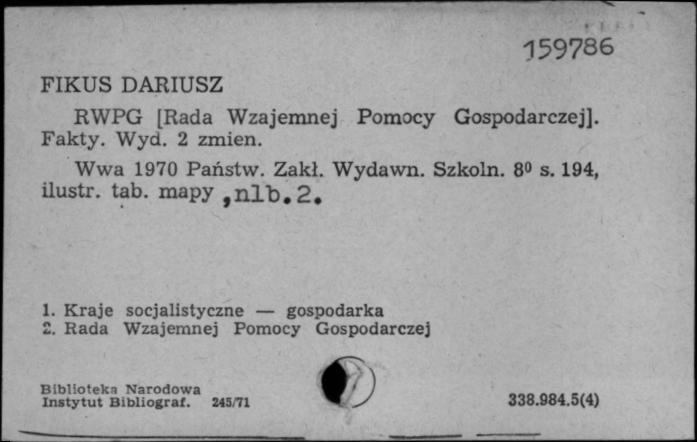 159786
FIKUS DARIUSZ
RWPG [Rada Wzajemnej Pomocy Gospodarczej].
Fakty. Wyd. 2 zmien.
Wwa 1970 Państw. Zakł. Wydawn. Szkoln. 8⁰ s. 194,
ilustr. tab. mapy , nlb. 2.
1. Kraje socjalistyczne — gospodarka
2. Rada Wzajemnej Pomocy Gospodarczej
Biblioteka Narodowa
Instytut Bibliograf. 245/71
338.984.5(4)